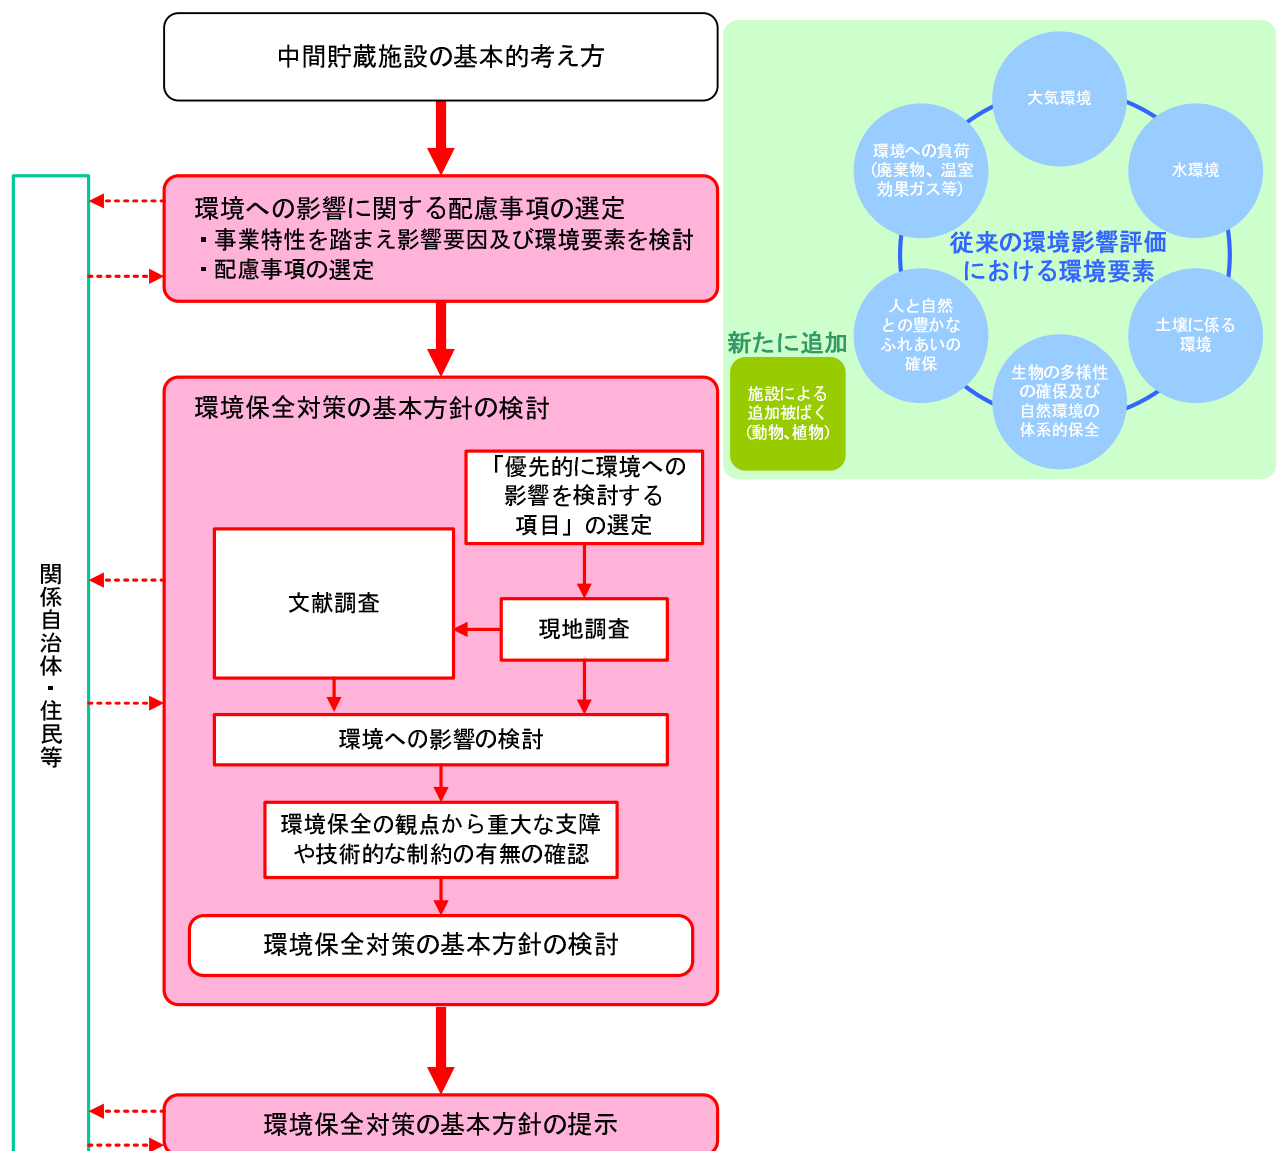 中間貯蔵施設の基本的考え方
環境への影響に関する配慮事項の選定
・事業特性を踏まえ影響要因及び環境要素を検討
・配慮事項の選定
環境保全対策の基本方針の検討
「優先的に環境への
影響を検討する
項目」の選定
文献調査
現地調査
環境への影響の検討
環境保全の観点から重大な支障
や技術的な制約の有無の確認
環境保全対策の基本方針の検討
環境保全対策の基本方針の提示
関係自治体・住民等
大気環境
環境への負荷
(廃棄物、温室
効果ガス等)
水環境
従来の環境影響評価
における環境要素
人と自然
との豊かな
ふれあいの
確保
土壌に係る
環境
生物の多様性
の確保及び
自然環境の
体系的保全
新たに追加
施設による
追加被ばく
(動物、植物)